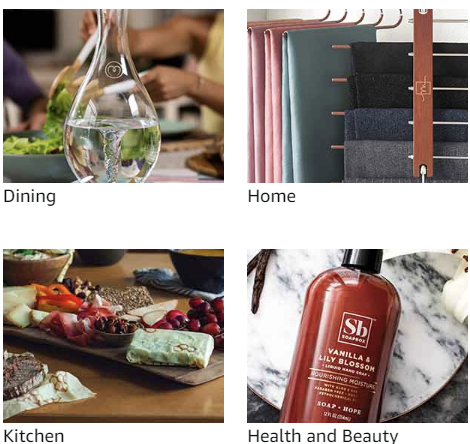 Dining
Home
Sb
SOAPBOX
VANILLA &
LILY BLOSSOM
LIQUID HAND SOAP
NOURISHING MOISTURE
SOAP = HOPE
Kitchen
Health and Beauty